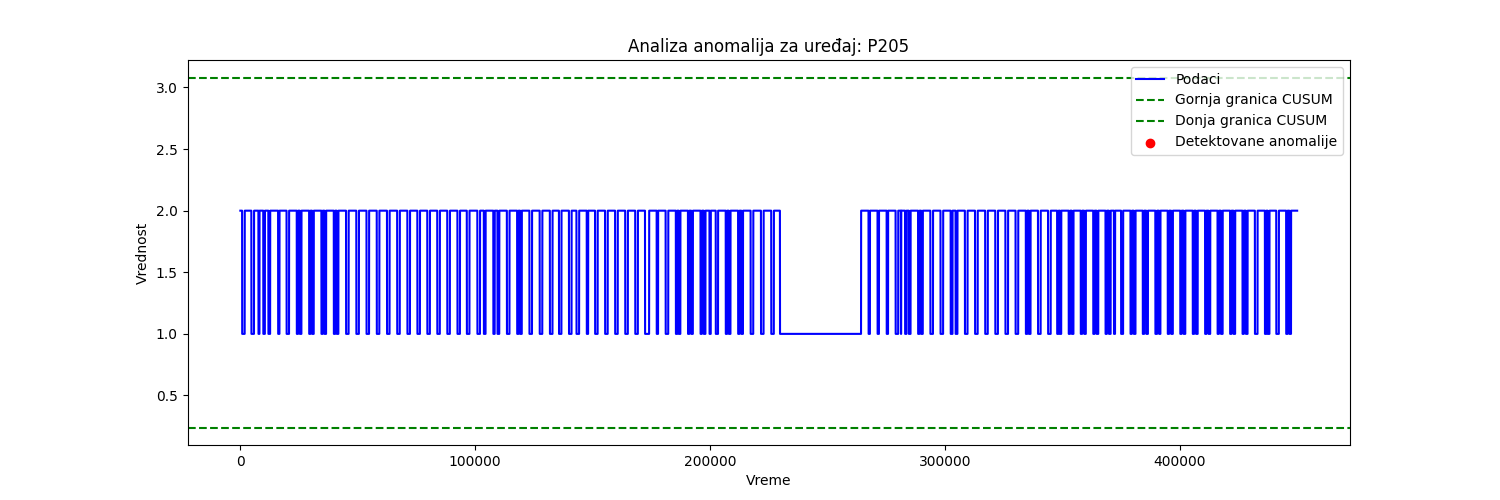 Analiza anomalija za uređaj: P205
Podaci
Gornja granica CUSUM
Donja granica CUSUM
Detektovane anomalije
Vrednost
3.0
2.5
2.0
1.5
1.0
0.5
0
100000
200000
300000
400000
Vreme